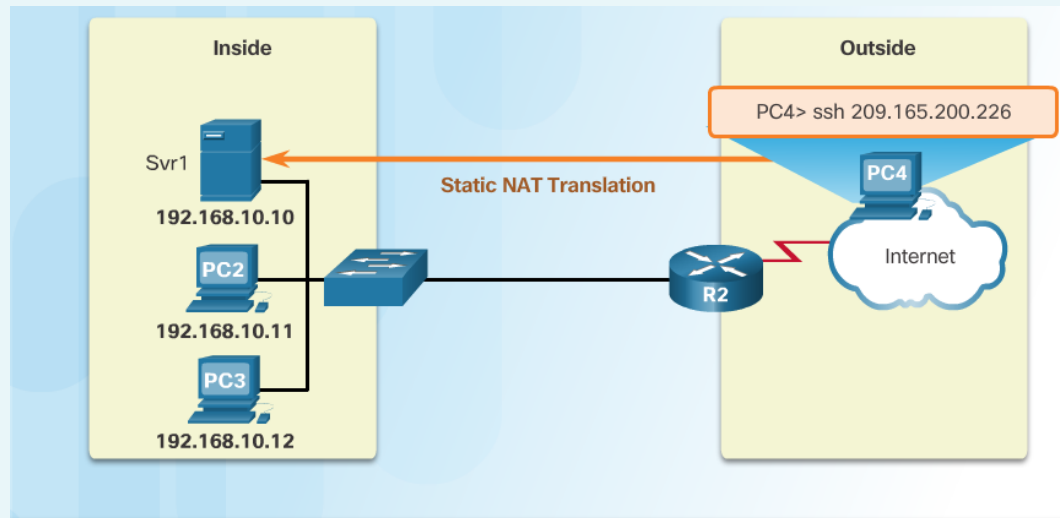 Inside
Outside
PC4> ssh 209.165.200.226
Svr1
Static NAT Translation
PC4
192.168.10.10
PC2
Internet
R2
192.168.10.11
PC3
192.168.10.12